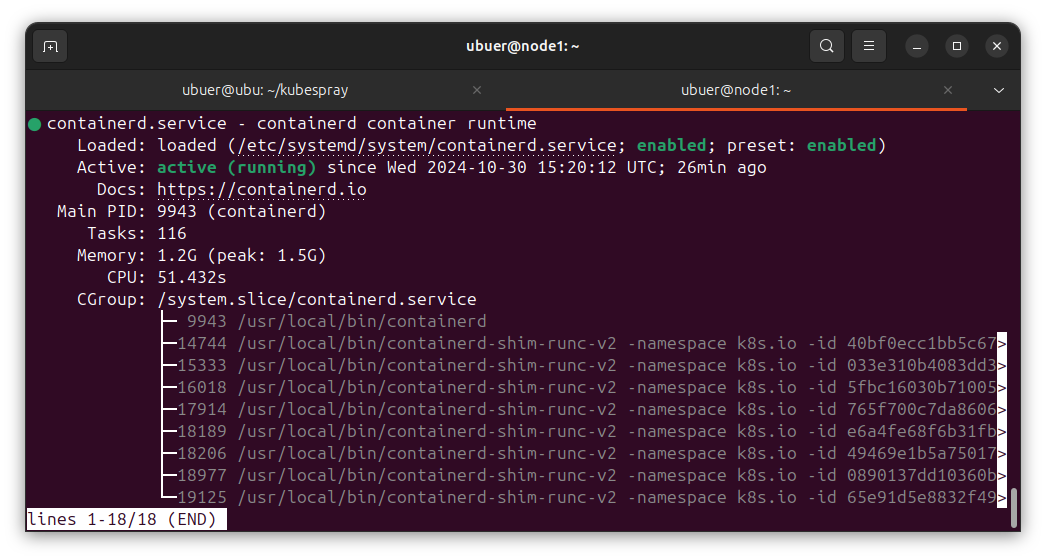 ubuer@node1: ~
ubuer@ubu: ~/kubespray
ubuer@node1: ~
containerd.service - containerd container runtime
Loaded: loaded (/etc/systemd/system/containerd.service; enabled; preset: enabled)
Active: active (running) since Wed 2024-10-30 15:20:12 UTC; 26min ago
Docs: https://containerd.io
Main PID: 9943 (containerd)
Tasks: 116
Memory: 1.2G (peak: 1.5G)
CPU: 51.432s
CGroup: /system.slice/containerd.service
├─ 9943 /usr/local/bin/containerd
├─14744 /usr/local/bin/containerd-shim-runc-v2 -namespace k8s.io -id 40bf0ecc1bb5c67>
├─15333 /usr/local/bin/containerd-shim-runc-v2 -namespace k8s.io -id 033e310b4083dd3>
├─16018 /usr/local/bin/containerd-shim-runc-v2 -namespace k8s.io -id 5fbc16030b71005>
├─17914 /usr/local/bin/containerd-shim-runc-v2 -namespace k8s.io -id 765f700c7da8606>
├─18189 /usr/local/bin/containerd-shim-runc-v2 -namespace k8s.io -id e6a4fe68f6b31fb>
├─18206 /usr/local/bin/containerd-shim-runc-v2 -namespace k8s.io -id 49469e1b5a75017>
├─18977 /usr/local/bin/containerd-shim-runc-v2 -namespace k8s.io -id 0890137dd10360b>
└─19125 /usr/local/bin/containerd-shim-runc-v2 -namespace k8s.io -id 65e91d5e8832f49>
lines 1-18/18 (END)